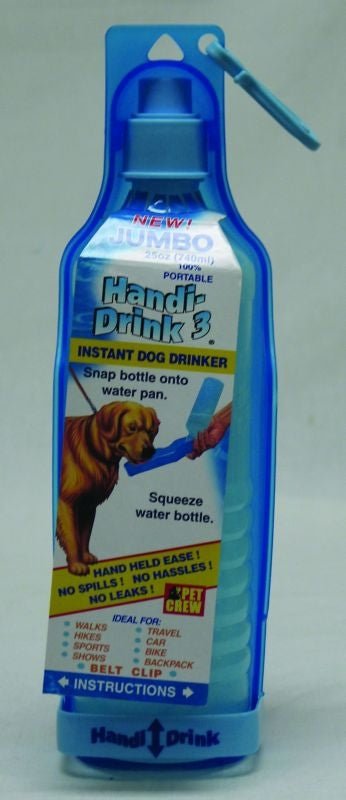 NEW!
JUMBO
25oz (740ml)
100%
PORTABLE
Handi-
Drink 3®
INSTANT DOG DRINKER
Snap bottle onto
water pan.
Squeeze
water bottle.
HAND HELD EASE!
NO SPILLS! NO HASSLES!
NO LEAKS!
PET
CREW
IDEAL FOR:
• WALKS • TRAVEL
• HIKES • CAR
• SPORTS • BIKE
• SHOWS • BACKPACK
• BELT CLIP •
INSTRUCTIONS
Handi Drink